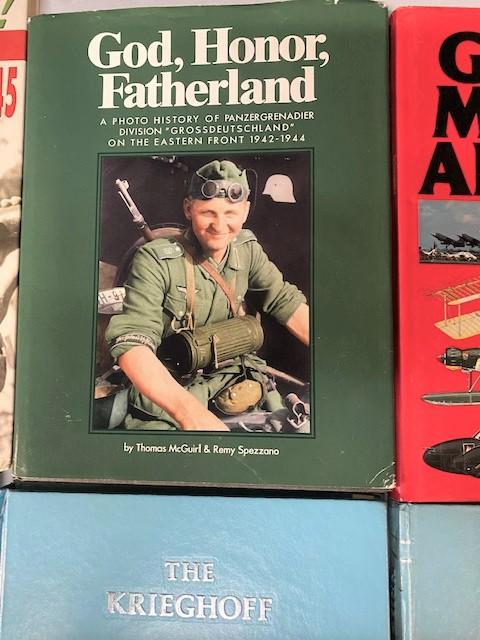 God, Honor,
Fatherland
A PHOTO HISTORY OF PANZERGRENADIER
DIVISION "GROSSDEUTSCHLAND"
ON THE EASTERN FRONT 1942-1944
by Thomas McGuirl & Remy Spezzano
THE
KRIEGHOFF
45
G
M